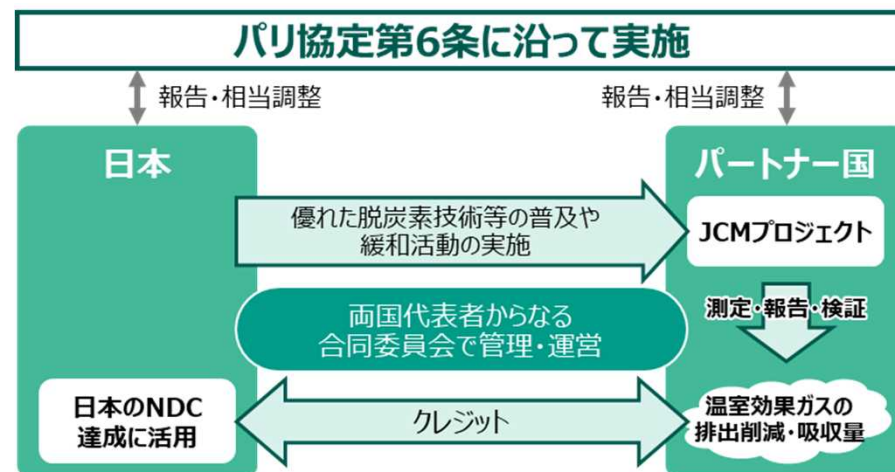 パリ協定第6条に沿って実施
報告・相当調整
報告・相当調整
日本
パートナー国
優れた脱炭素技術等の普及や
緩和活動の実施
JCMプロジェクト
測定・報告・検証
両国代表者からなる
合同委員会で管理・運営
日本のNDC
達成に活用
クレジット
温室効果ガスの
排出削減・吸収量